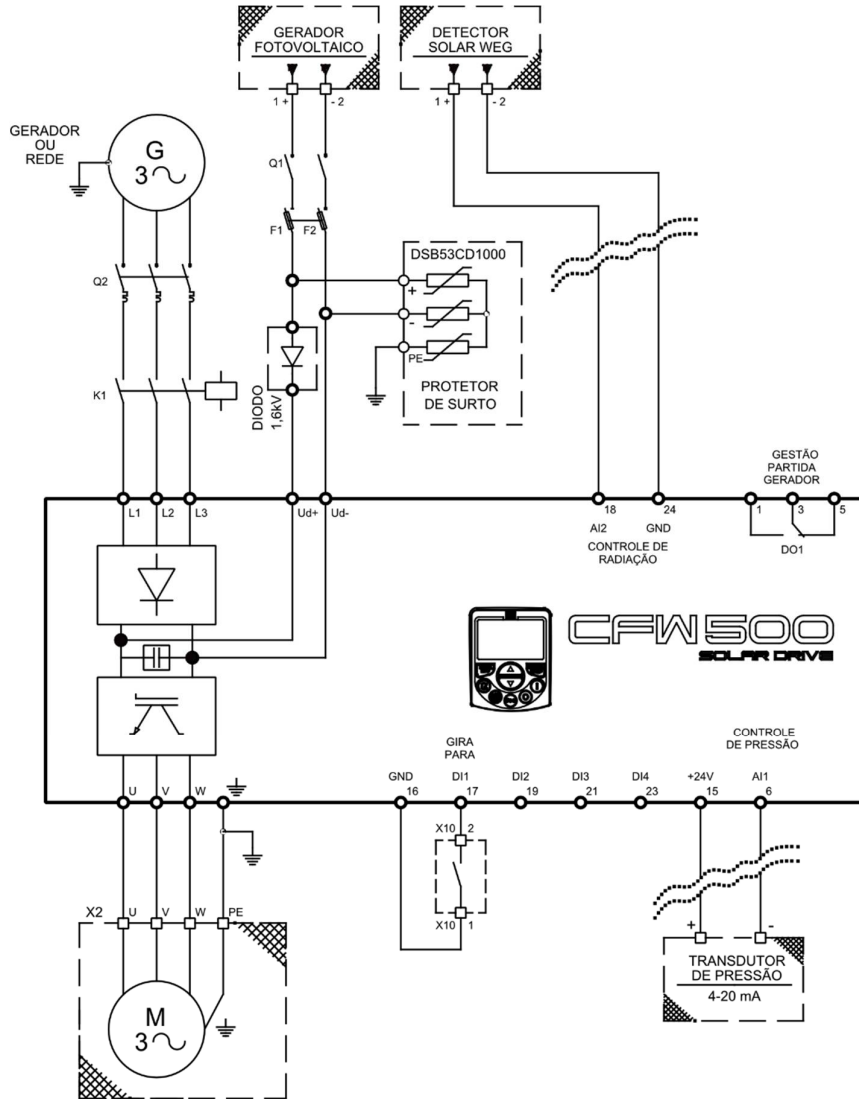 GERADOR
FOTOVOLTAICO
1 +
- 2
DETECTOR
SOLAR WEG
1 +
- 2
GERADOR
OU
REDE
G
3
Q1
F1
F2
Q2
DSB53CD1000
+
-
PE
PROTETOR
DE SURTO
DIODO
1,6kV
K1
L1
L2
L3
Ud+
Ud-
18
24
AI2
GND
CONTROLE DE
RADIAÇÃO
GESTÃO
PARTIDA
GERADOR
1
3
5
DO1
CFW500
SOLAR DRIVE
GIRA
PARA
CONTROLE
DE PRESSÃO
U
V
W
GND
16
DI1
17
DI2
19
DI3
21
DI4
23
+24V
15
AI1
6
X10
2
X10
1
X2
U
V
W
PE
M
3
+
-
TRANSDUTOR
DE PRESSÃO
4-20 mA